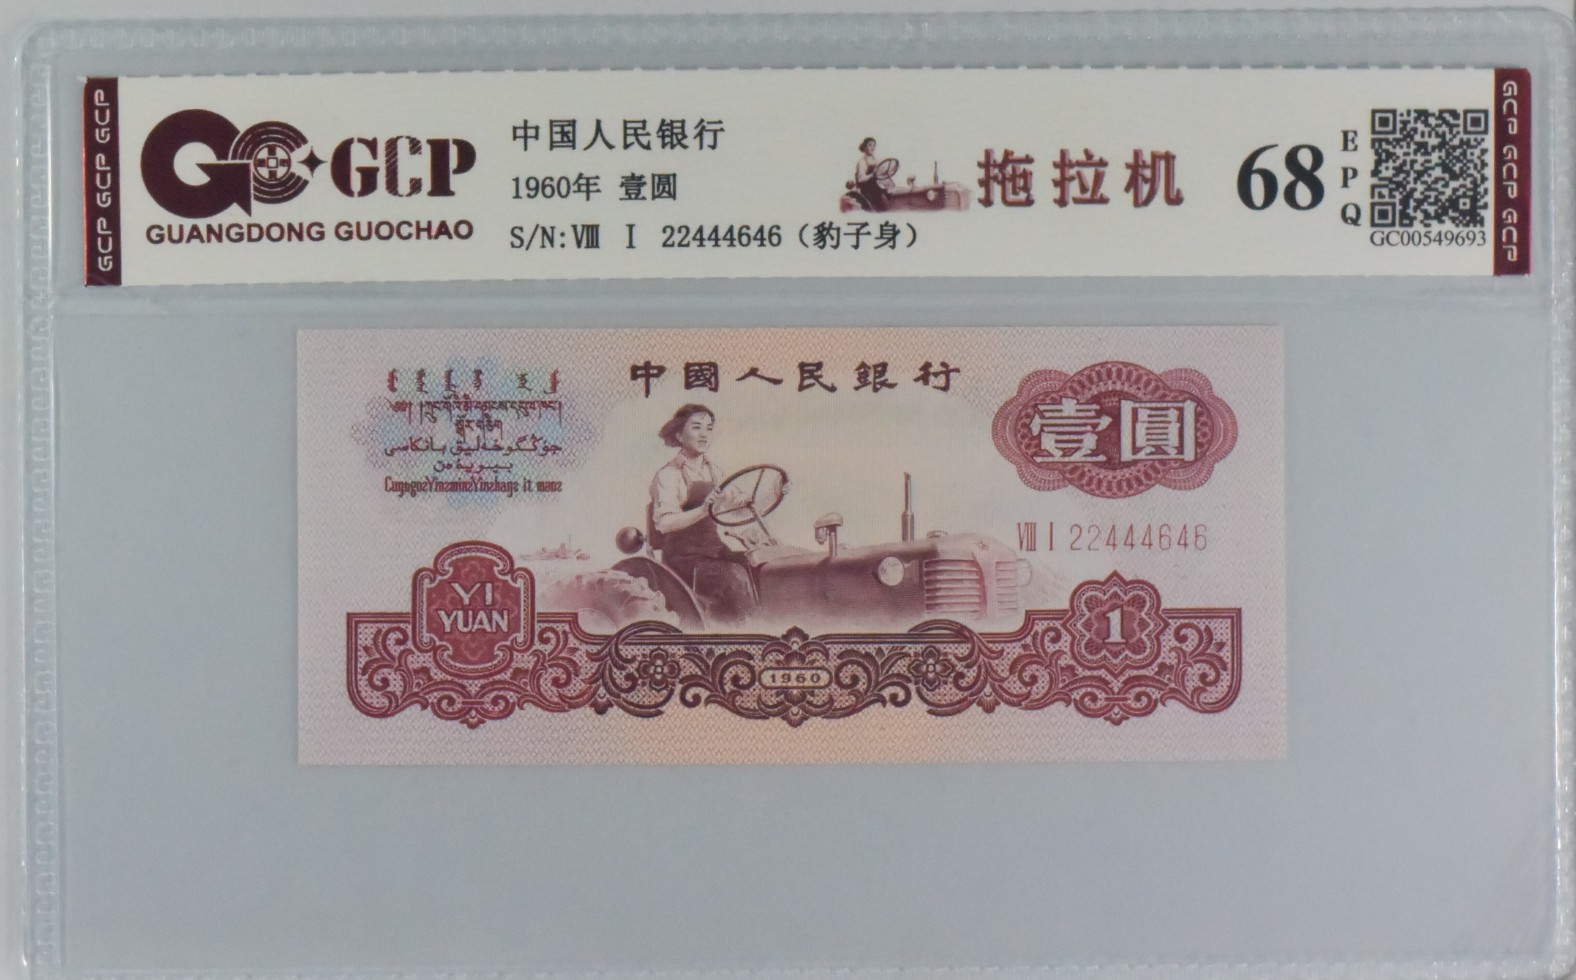 GCP GCP GCP
GCP
GUANGDONG GUOCHAO
中国人民银行
1960年 壹圆
S/N:Ⅷ Ⅰ 22444646（豹子身）
拖拉机
68
EPQ
GC00549693
GCP GCP GCP
中國人民銀行
壹圓
Ⅷ Ⅰ 22444646
YI
YUAN
1960
1